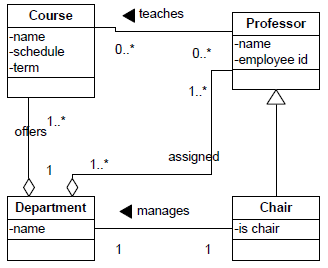 Course
teaches
Professor
-name
-schedule
-term
0..*
0..*
-name
-employee id
1..*
offers
1..*
1
1..*
assigned
Department
manages
Chair
-name
-is chair
1
1